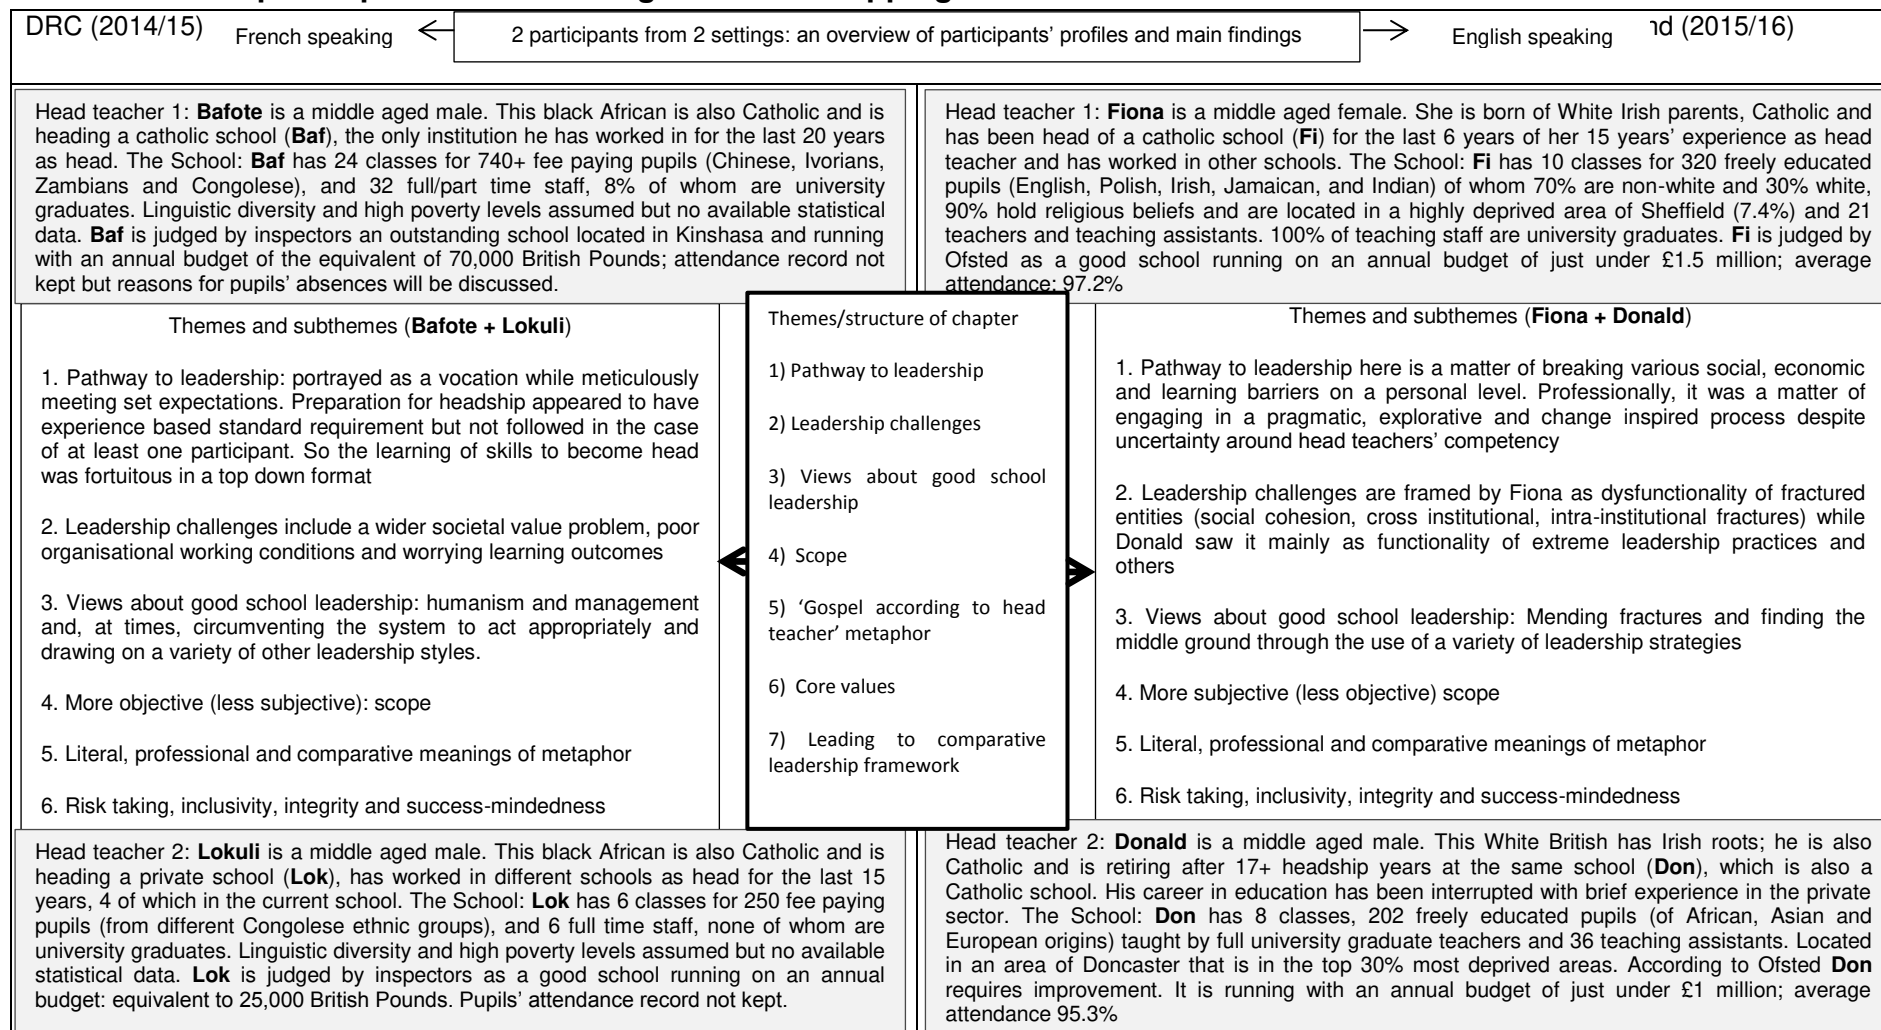 DRC (2014/15)
French speaking
2 participants from 2 settings: an overview of participants' profiles and main findings
English speaking
(2015/16)
Head teacher 1: Bafote is a middle aged male. This black African is also Catholic and is
heading a catholic school (Baf), the only institution he has worked in for the last 20 years
as head. The School: Baf has 24 classes for 740+ fee paying pupils (Chinese, Ivorians,
Zambians and Congolese), and 32 full/part time staff, 8% of whom are university
graduates. Linguistic diversity and high poverty levels assumed but no available statistical
data. Baf is judged by inspectors an outstanding school located in Kinshasa and running
with an annual budget of the equivalent of 70,000 British Pounds; attendance record not
kept but reasons for pupils' absences will be discussed.
Head teacher 1: Fiona is a middle aged female. She is born of White Irish parents, Catholic and
has been head of a catholic school (Fi) for the last 6 years of her 15 years' experience as head
teacher and has worked in other schools. The School: Fi has 10 classes for 320 freely educated
pupils (English, Polish, Irish, Jamaican, and Indian) of whom 70% are non-white and 30% white,
90% hold religious beliefs and are located in a highly deprived area of Sheffield (7.4%) and 21
teachers and teaching assistants. 100% of teaching staff are university graduates. Fi is judged by
Ofsted as a good school running on an annual budget of just under £1.5 million; average
attendance: 97.2%
Themes and subthemes (Bafote + Lokuli)
1. Pathway to leadership: portrayed as a vocation while meticulously
meeting set expectations. Preparation for headship appeared to have
experience based standard requirement but not followed in the case
of at least one participant. So the learning of skills to become head
was fortuitous in a top down format
2. Leadership challenges include a wider societal value problem, poor
organisational working conditions and worrying learning outcomes
3. Views about good school leadership: humanism and management
and, at times, circumventing the system to act appropriately and
drawing on a variety of other leadership styles.
4. More objective (less subjective): scope
5. Literal, professional and comparative meanings of metaphor
6. Risk taking, inclusivity, integrity and success-mindedness
Themes/structure of chapter
1) Pathway to leadership
2) Leadership challenges
3) Views about good school
leadership
4) Scope
5) 'Gospel according to head
teacher' metaphor
6) Core values
7) Leading to comparative
leadership framework
Themes and subthemes (Fiona + Donald)
1. Pathway to leadership here is a matter of breaking various social, economic
and learning barriers on a personal level. Professionally, it was a matter of
engaging in a pragmatic, explorative and change inspired process despite
uncertainty around head teachers' competency
2. Leadership challenges are framed by Fiona as dysfunctionality of fractured
entities (social cohesion, cross institutional, intra-institutional fractures) while
Donald saw it mainly as functionality of extreme leadership practices and
others
3. Views about good school leadership: Mending fractures and finding the
middle ground through the use of a variety of leadership strategies
4. More subjective (less objective) scope
5. Literal, professional and comparative meanings of metaphor
6. Risk taking, inclusivity, integrity and success-mindedness
Head teacher 2: Lokuli is a middle aged male. This black African is also Catholic and is
heading a private school (Lok), has worked in different schools as head for the last 15
years, 4 of which in the current school. The School: Lok has 6 classes for 250 fee paying
pupils (from different Congolese ethnic groups), and 6 full time staff, none of whom are
university graduates. Linguistic diversity and high poverty levels assumed but no available
statistical data. Lok is judged by inspectors as a good school running on an annual
budget: equivalent to 25,000 British Pounds. Pupils' attendance record not kept.
Head teacher 2: Donald is a middle aged male. This White British has Irish roots; he is also
Catholic and is retiring after 17+ headship years at the same school (Don), which is also a
Catholic school. His career in education has been interrupted with brief experience in the private
sector. The School: Don has 8 classes, 202 freely educated pupils (of African, Asian and
European origins) taught by full university graduate teachers and 36 teaching assistants. Located
in an area of Doncaster that is in the top 30% most deprived areas. According to Ofsted Don
requires improvement. It is running with an annual budget of just under £1 million; average
attendance 95.3%